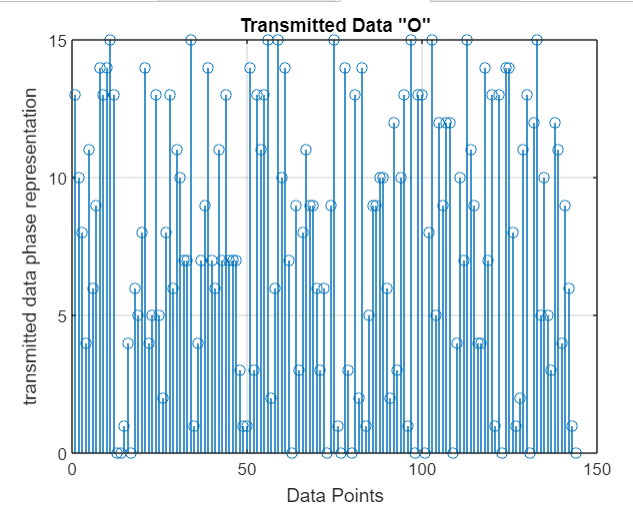 Transmitted Data "O"
15
10
5
0
0
50
100
150
transmitted data phase representation
Data Points